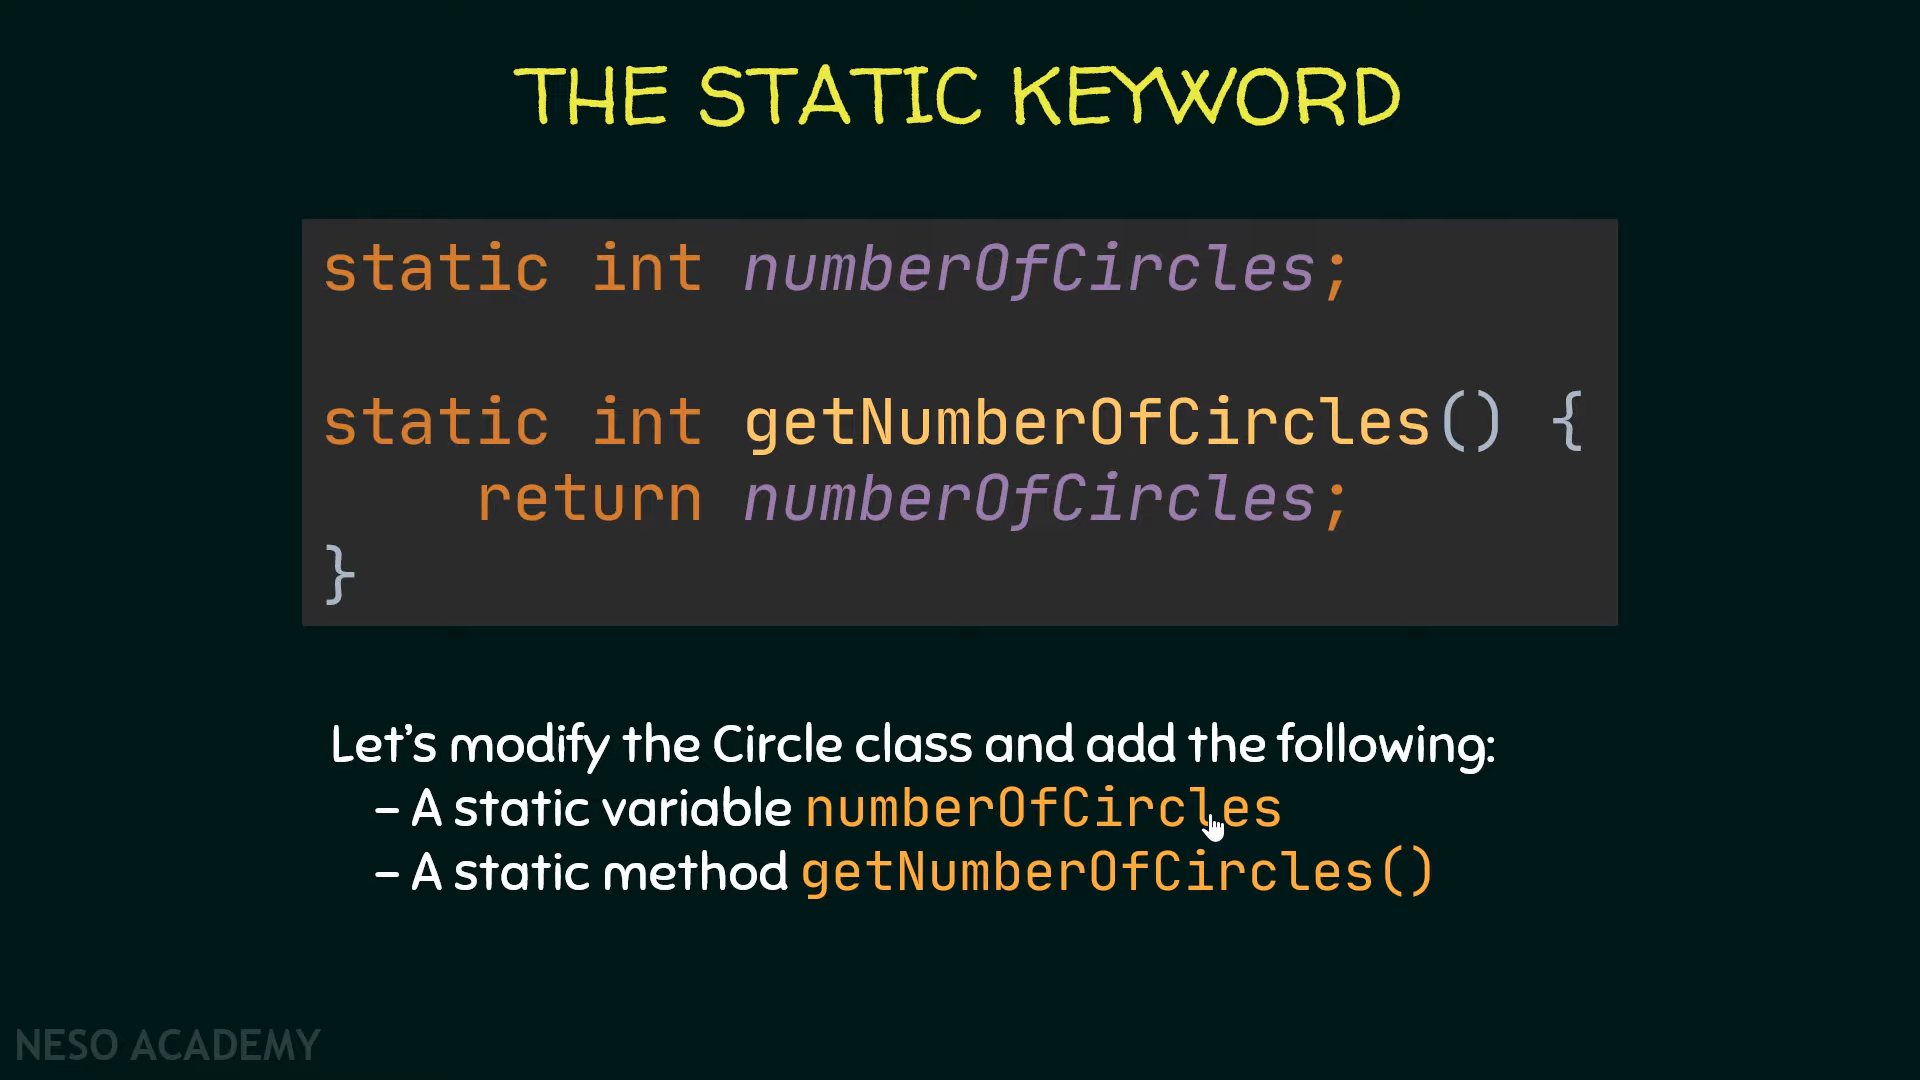 THE STATIC KEYWORD
static int numberOfCircles;
static int getNumberOfCircles() {
return numberOfCircles;
}
Let's modify the Circle class and add the following:
– A static variable numberOfCircles
– A static method getNumberOfCircles()
NESO ACADEMY